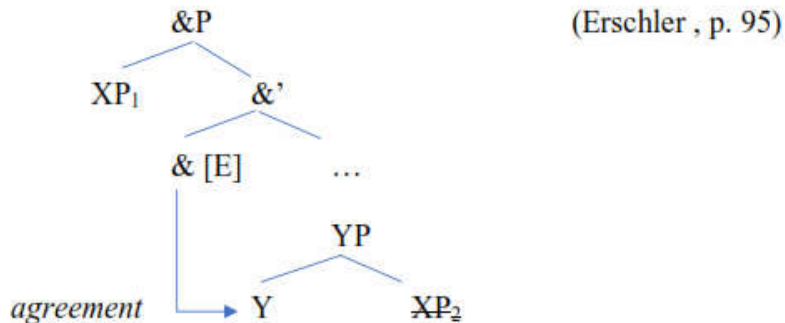 &P (Erschler , p. 95)
XP₁ &’
& [E] …
YP
agreement Y XP₂